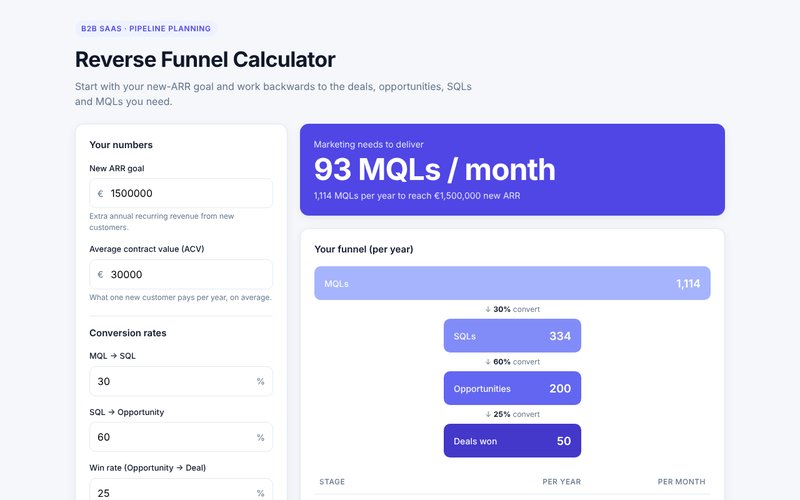 B2B SAAS · PIPELINE PLANNING
Reverse Funnel Calculator
Start with your new-ARR goal and work backwards to the deals, opportunities, SQLs
and MQLs you need.
Your numbers
New ARR goal
€ 1500000
Extra annual recurring revenue from new
customers.
Average contract value (ACV)
€ 30000
What one new customer pays per year, on average.
Conversion rates
MQL → SQL
30 %
SQL → Opportunity
60 %
Win rate (Opportunity → Deal)
25 %
Marketing needs to deliver
93 MQLs / month
1,114 MQLs per year to reach €1,500,000 new ARR
Your funnel (per year)
MQLs 1,114
↓ 30% convert
SQLs 334
↓ 60% convert
Opportunities 200
↓ 25% convert
Deals won 50
STAGE PER YEAR PER MONTH